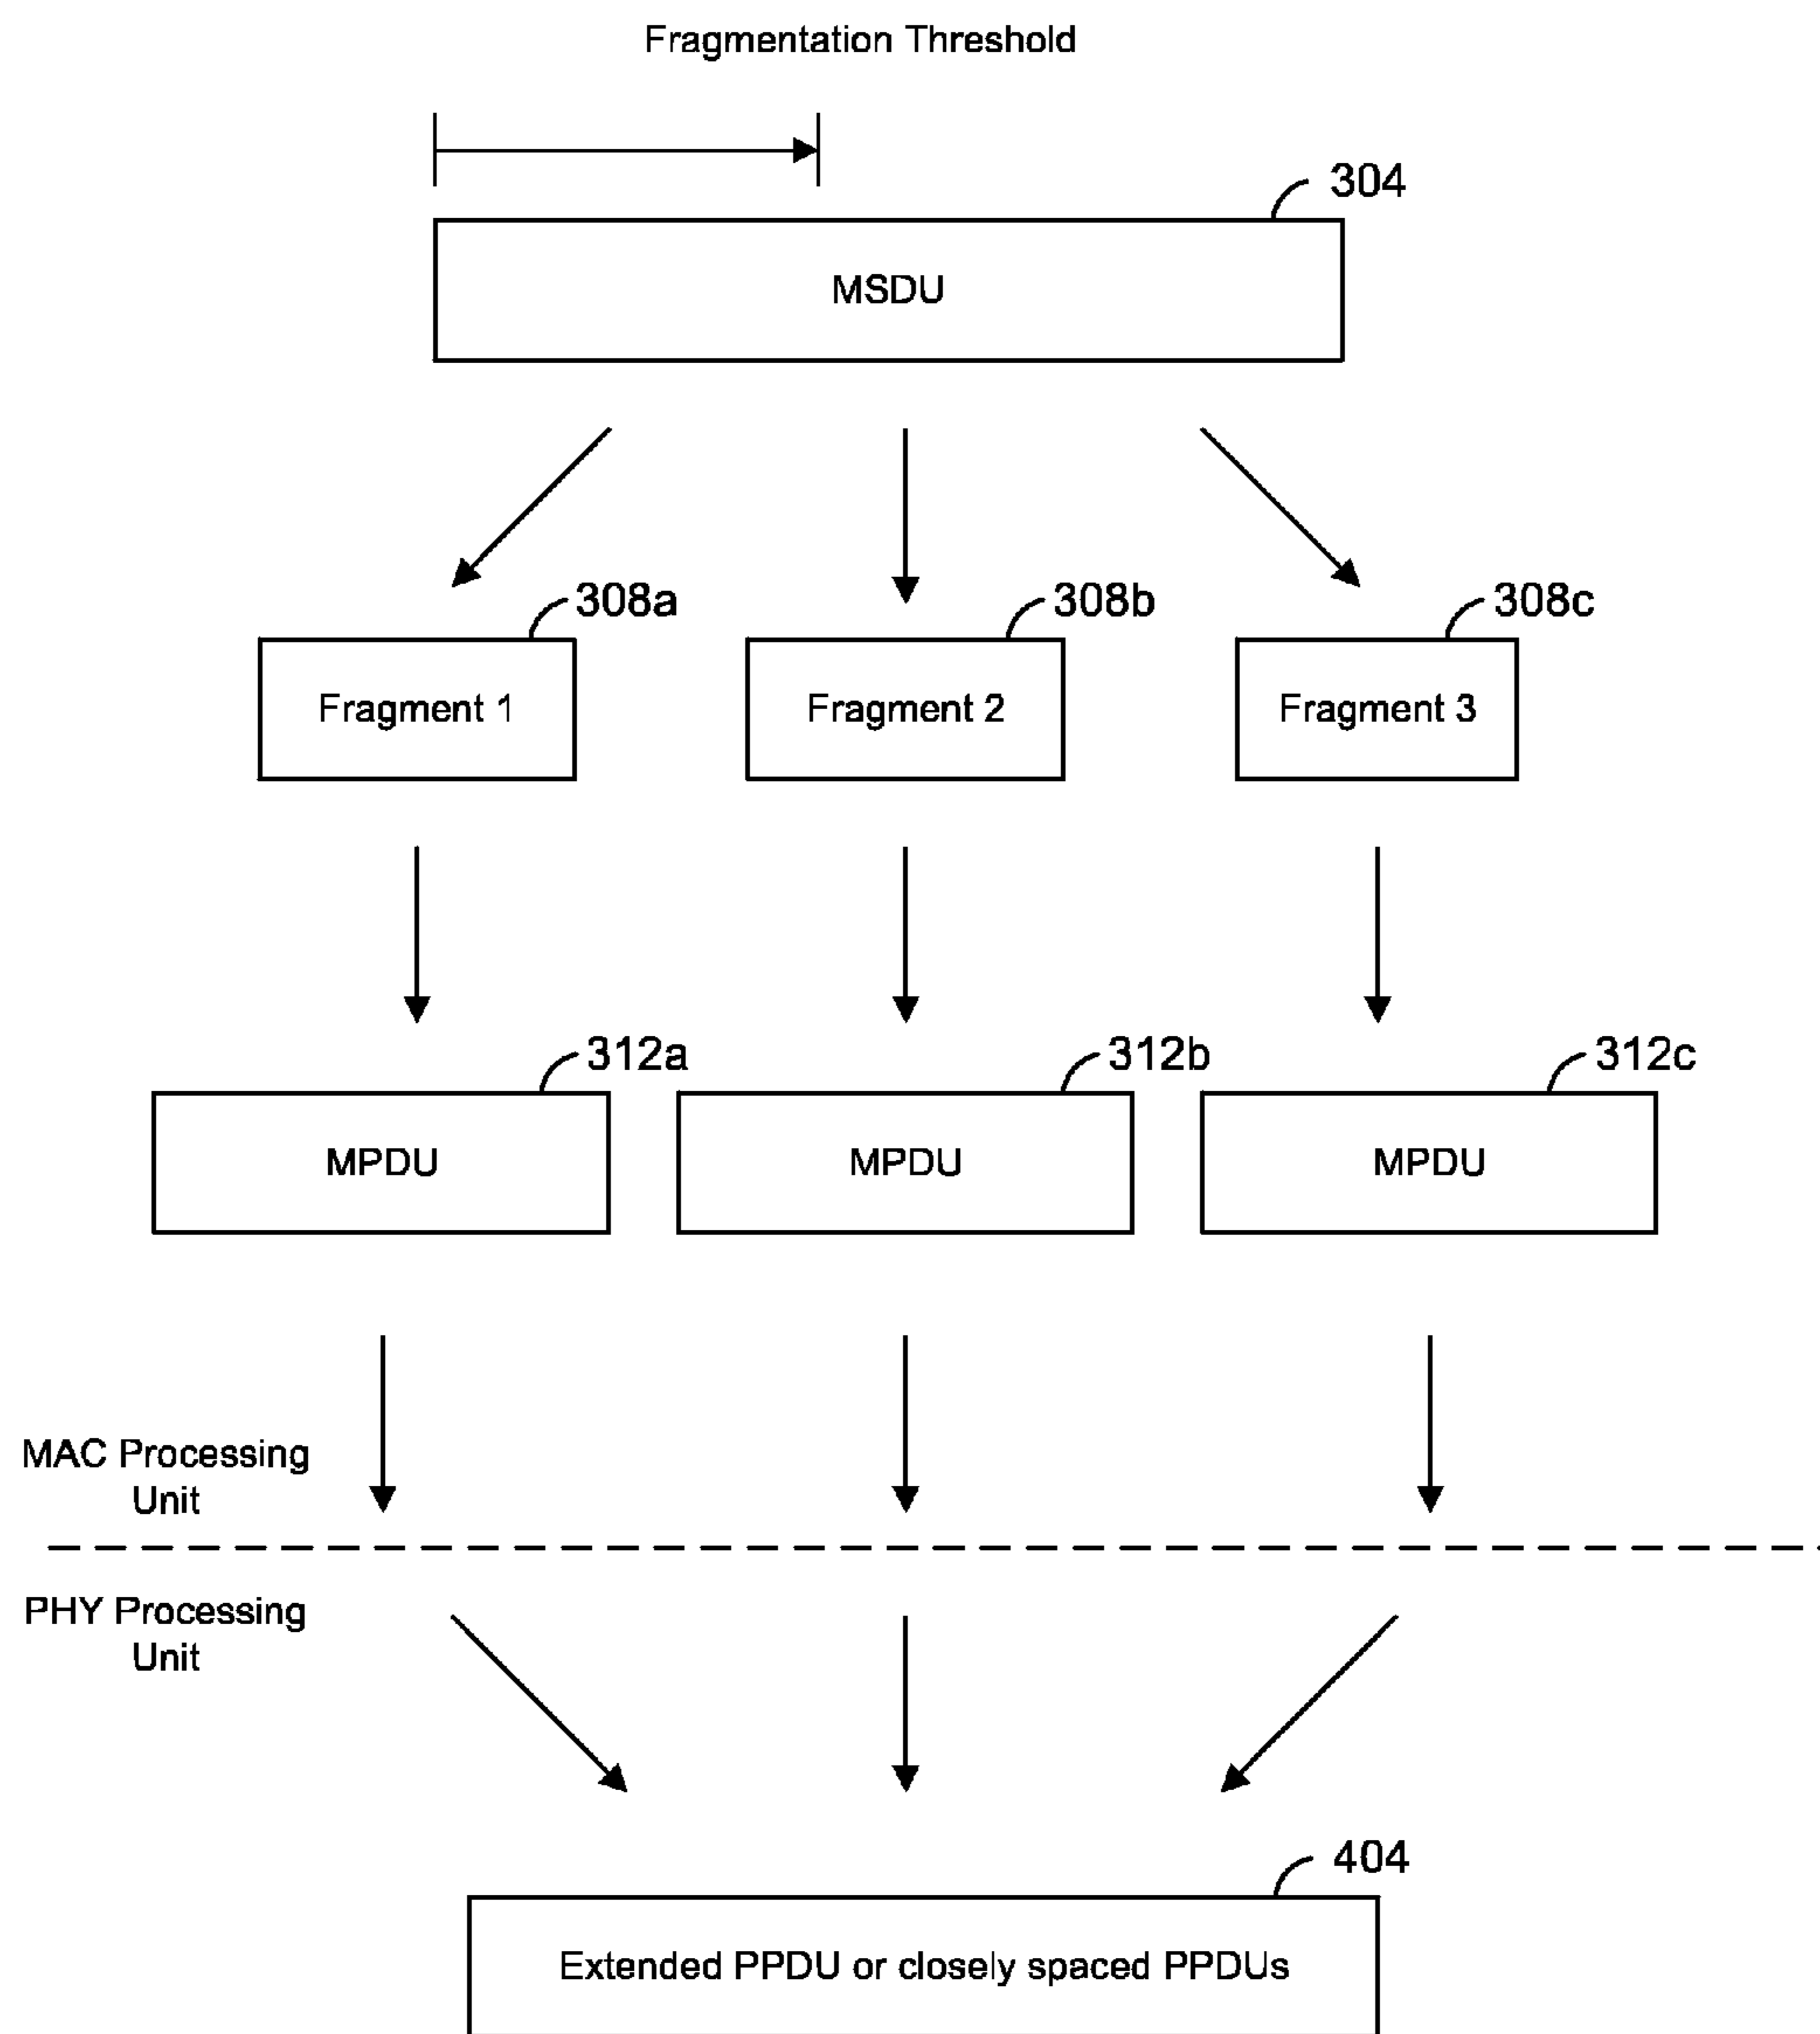 Fragmentation Threshold
304
MSDU
308a
308b
308c
Fragment 1
Fragment 2
Fragment 3
312a
312b
312c
MPDU
MPDU
MPDU
MAC Processing
Unit
PHY Processing
Unit
404
Extended PPDU or closely spaced PPDUs